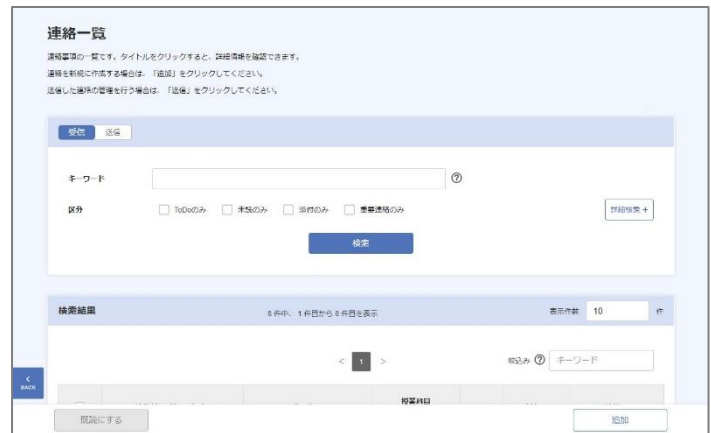 連絡一覧
連絡事項の一覧です。タイトルをクリックすると、詳細情報を確認できます。
連絡を新規に作成する場合は、「追加」をクリックしてください。
送信した連絡の管理を行う場合は、「送信」をクリックしてください。
受信 送信
キーワード
区分 ToDoのみ 未読のみ 添付のみ 重要連絡のみ 詳細検索+
検索
検索結果 8 件中、 1 件目から 8 件目を表示 表示件数 10 件
< 1 > 絞込み キーワード
<
BACK
授業科目
既読にする 追加